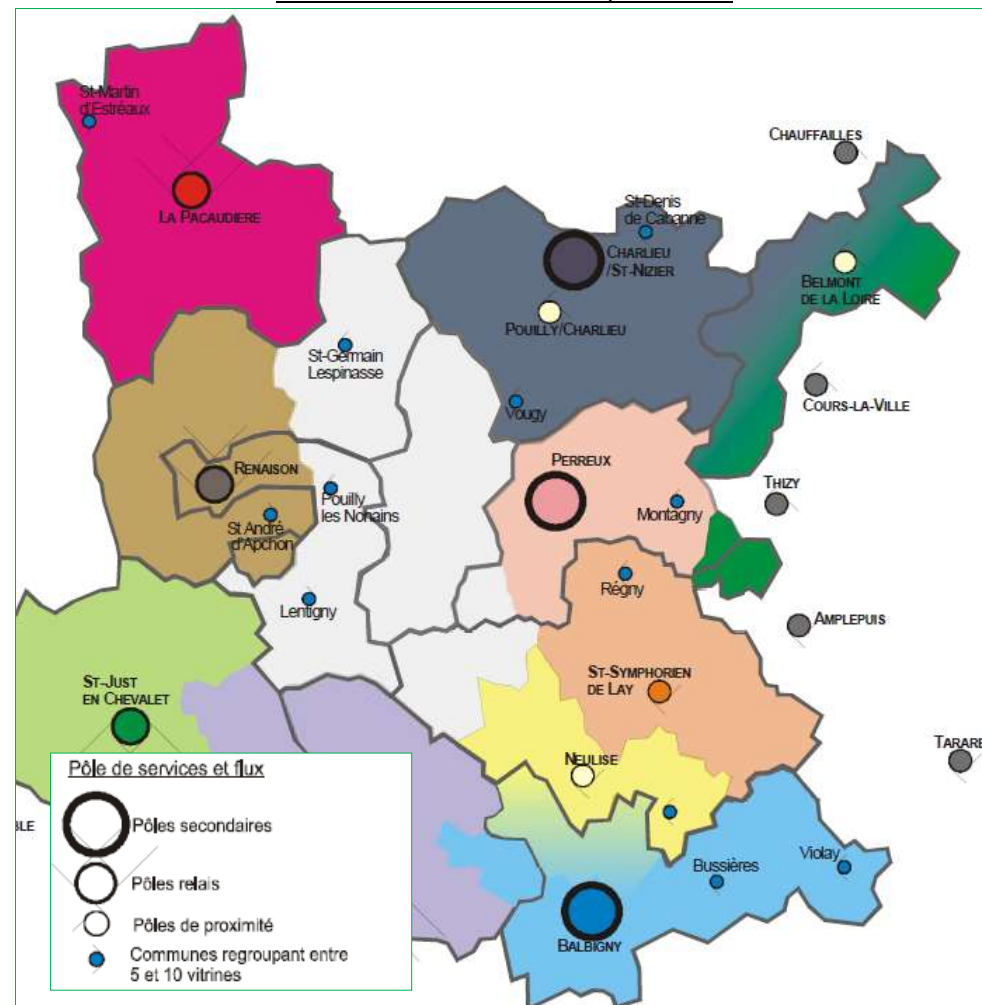 St-Martin
d'Estréaux
CHAUFFAILLES
LA PACAUDIERE
St-Denis
de Cabanne
CHARLIEU
/ST-NIZIER
BELMONT
DE LA LOIRE
POUILLY/CHARLIEU
St-Germain
Lespinasse
COURS-LA-VILLE
Vougy
PERREUX
RENAISON
THIZY
Pouilly
les Nonains
Montagny
St André
d'Apchon
Régny
Lentigny
AMPLEPUIS
ST-JUST
EN CHEVALET
ST-SYMPHORIEN
DE LAY
TARARE
NEULISE
Pôle de services et flux
Pôles secondaires
BLE
Pôles relais
Pôles de proximité
Communes regroupant entre
5 et 10 vitrines
Bussières
Violay
BALBIGNY